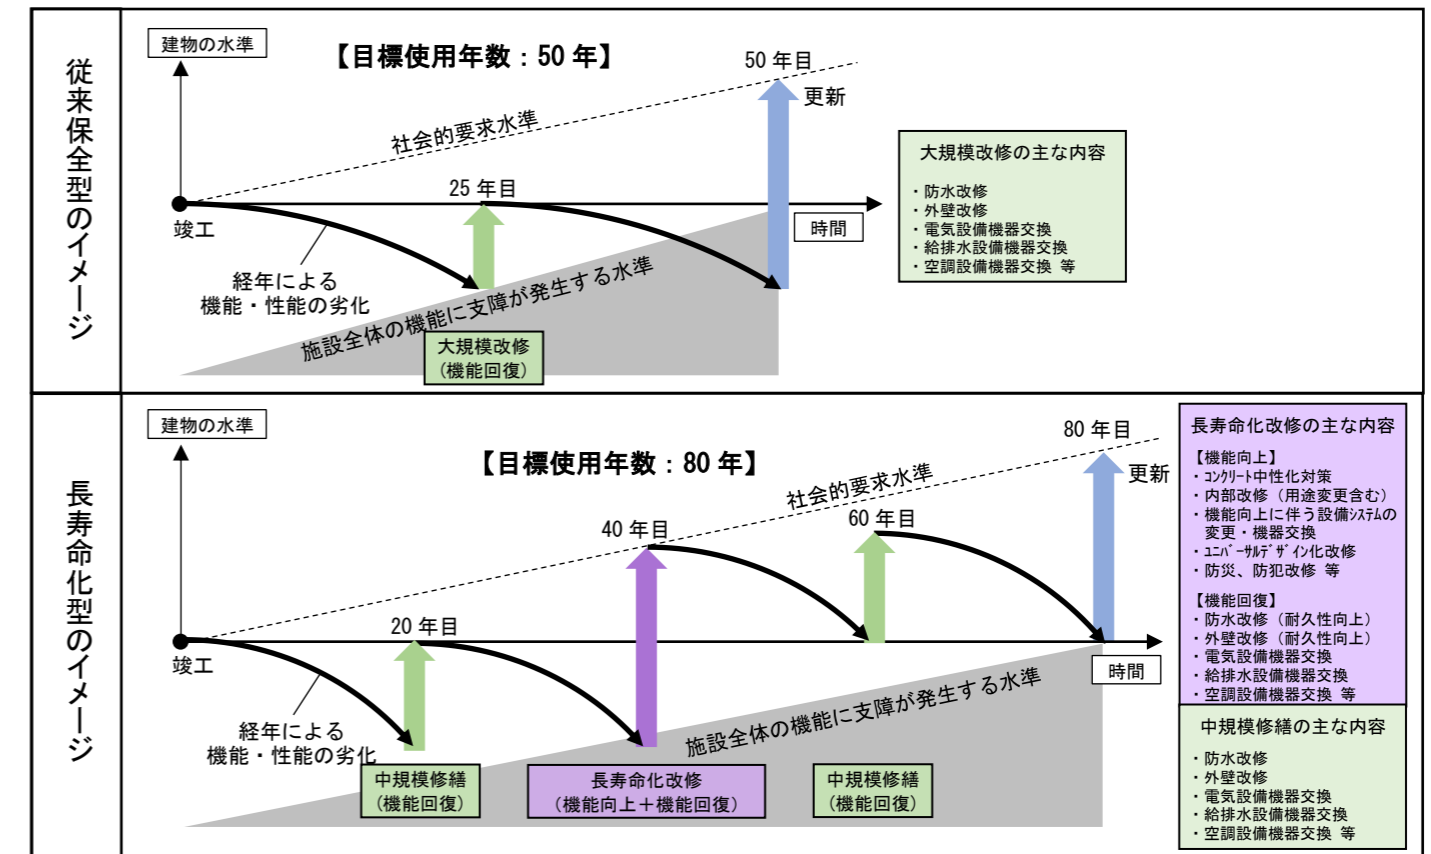 従来保全型のイメージ
建物の水準
【目標使用年数：50 年】
50 年目
更新
社会的要求水準
25 年目
竣工
時間
経年による
機能・性能の劣化
施設全体の機能に支障が発生する水準
大規模改修
（機能回復）
大規模改修の主な内容
・防水改修
・外壁改修
・電気設備機器交換
・給排水設備機器交換
・空調設備機器交換 等
長寿命化型のイメージ
建物の水準
【目標使用年数：80 年】
80 年目
更新
社会的要求水準
60 年目
40 年目
20 年目
竣工
時間
経年による
機能・性能の劣化
施設全体の機能に支障が発生する水準
中規模修繕
（機能回復）
長寿命化改修
（機能向上＋機能回復）
中規模修繕
（機能回復）
長寿命化改修の主な内容
【機能向上】
・ｺﾝｸﾘｰﾄ中性化対策
・内部改修（用途変更含む）
・機能向上に伴う設備ｼｽﾃﾑの
変更・機器交換
・ﾕﾆﾊﾞｰｻﾙﾃﾞｻﾞｲﾝ化改修
・防災、防犯改修 等
【機能回復】
・防水改修（耐久性向上）
・外壁改修（耐久性向上）
・電気設備機器交換
・給排水設備機器交換
・空調設備機器交換 等
中規模修繕の主な内容
・防水改修
・外壁改修
・電気設備機器交換
・給排水設備機器交換
・空調設備機器交換 等